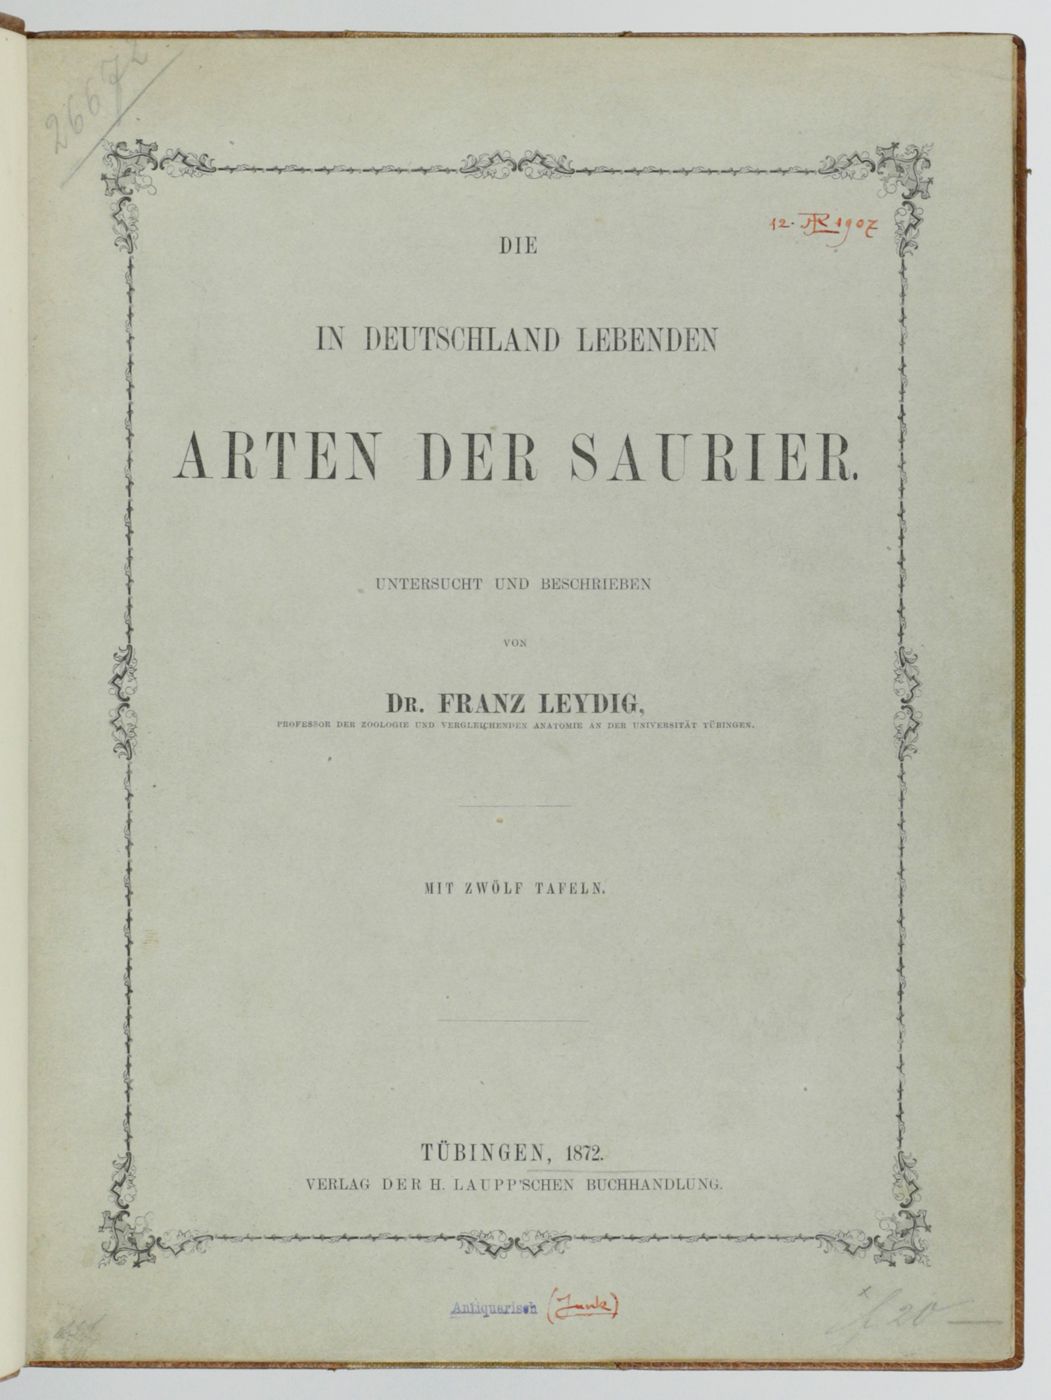 26672
12. 1907
DIE
IN DEUTSCHLAND LEBENDEN
ARTEN DER SAURIER.
UNTERSUCHT UND BESCHRIEBEN
VON
DR. FRANZ LEYDIG,
PROFESSOR DER ZOOLOGIE UND VERGLEICHENDEN ANATOMIE AN DER UNIVERSITÄT TÜBINGEN.
MIT ZWÖLF TAFELN.
TÜBINGEN, 1872.
VERLAG DER H. LAUPP'SCHEN BUCHHANDLUNG.
Antiquarisch (Junk)
20